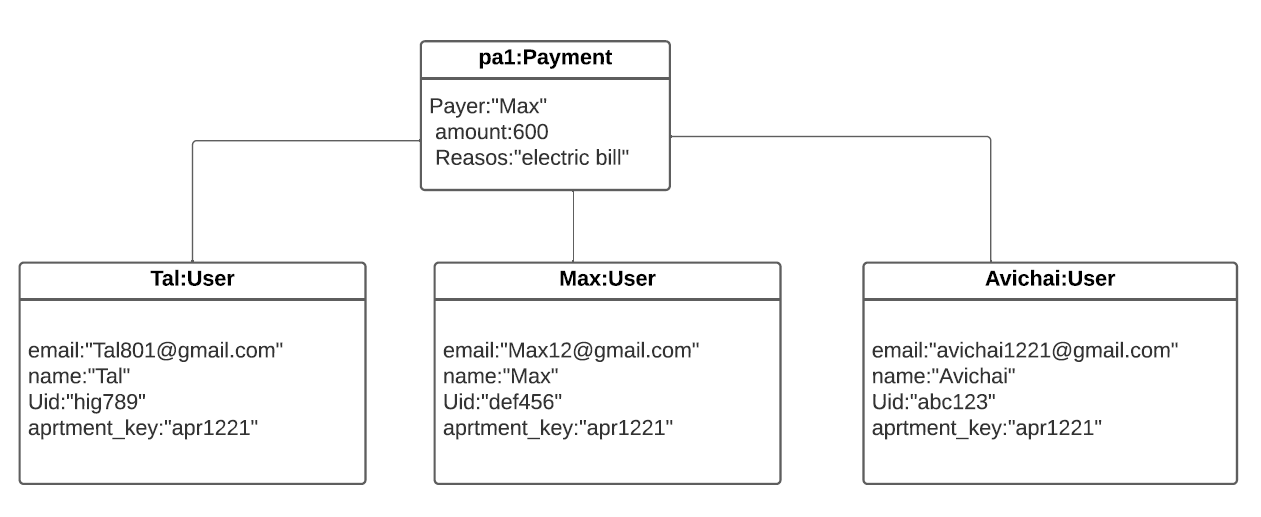 pa1:Payment
Payer:"Max"
amount:600
Reasos:"electric bill"
Tal:User
email:"Tal801@gmail.com"
name:"Tal"
Uid:"hig789"
aprtment_key:"apr1221"
Max:User
email:"Max12@gmail.com"
name:"Max"
Uid:"def456"
aprtment_key:"apr1221"
Avichai:User
email:"avichai1221@gmail.com"
name:"Avichai"
Uid:"abc123"
aprtment_key:"apr1221"